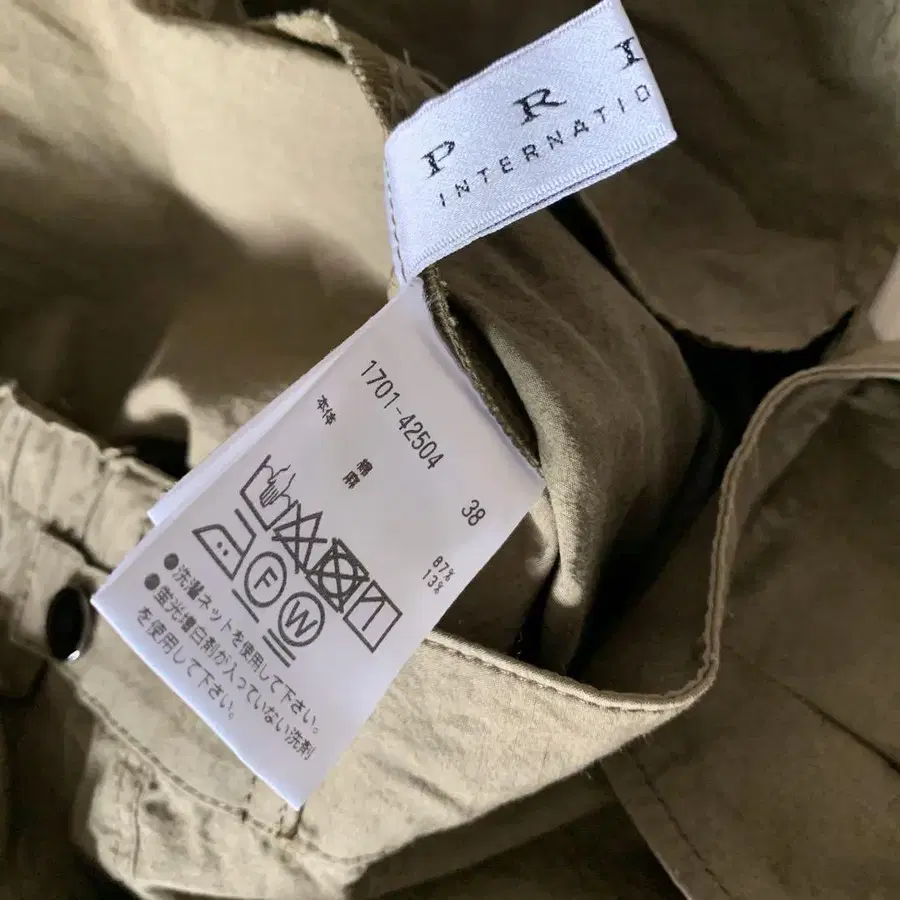 P R I
INTERNATIO
1701-42504 38
本体 綿 87%
麻 13%
F W
●洗濯ネットを使用して下さい。
●蛍光増白剤が入っていない洗剤
を使用して下さい。